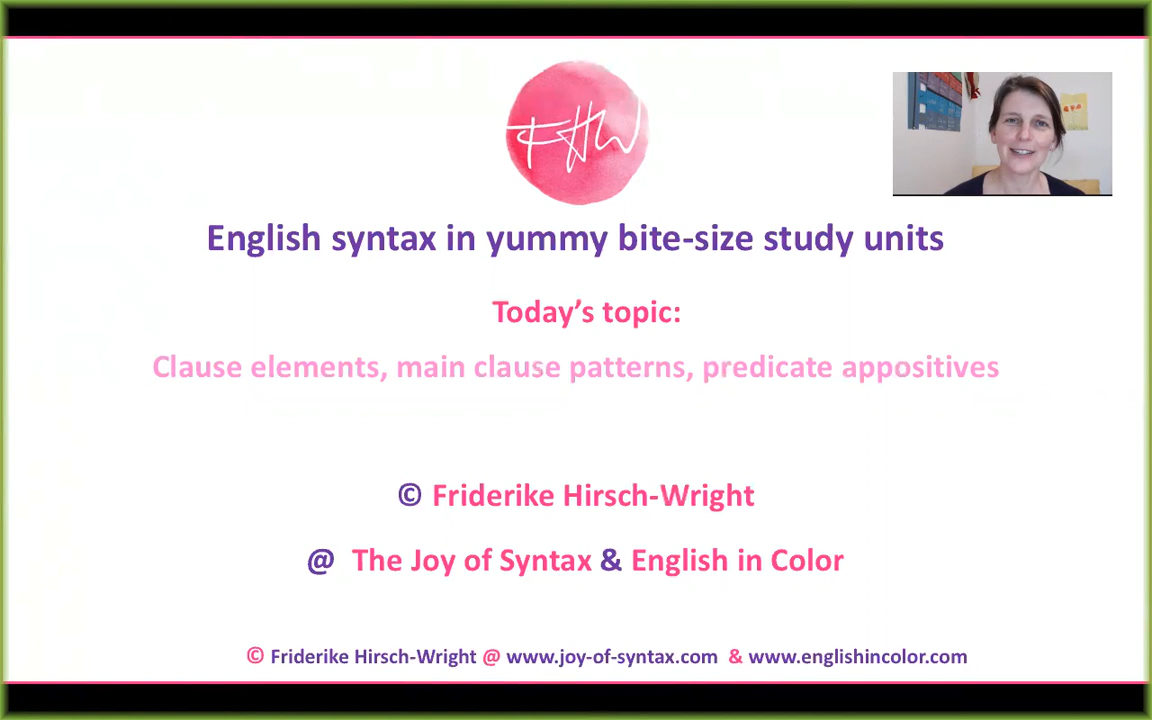 FHW
English syntax in yummy bite-size study units
Today’s topic:
Clause elements, main clause patterns, predicate appositives
© Friderike Hirsch-Wright
@ The Joy of Syntax & English in Color
© Friderike Hirsch-Wright @ www.joy-of-syntax.com & www.englishincolor.com